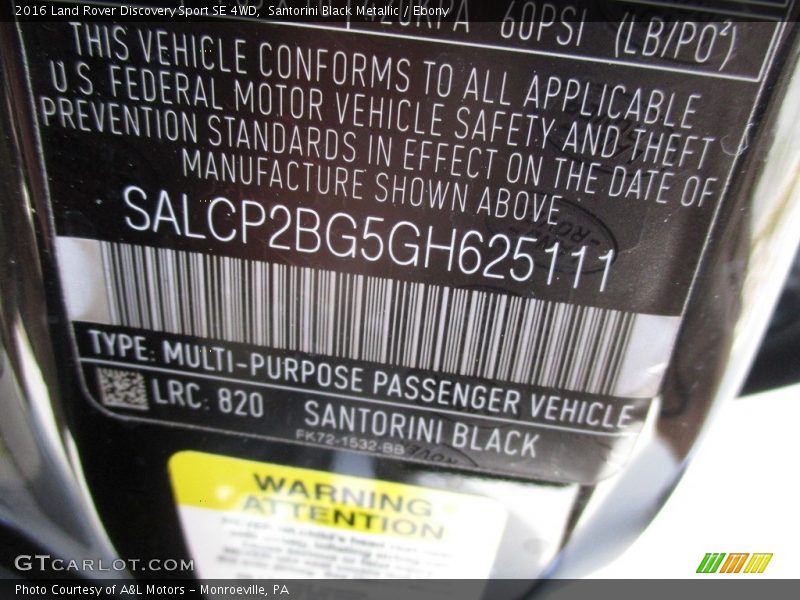 2016 Land Rover Discovery Sport SE 4WD,  Santorini Black Metallic / Ebony
60PSI (LB/PO²)
THIS VEHICLE CONFORMS TO ALL APPLICABLE
U.S. FEDERAL MOTOR VEHICLE SAFETY AND THEFT
PREVENTION STANDARDS IN EFFECT ON THE DATE OF
MANUFACTURE SHOWN ABOVE
SALCP2BG5GH625111
TYPE: MULTI-PURPOSE PASSENGER VEHICLE
LRC: 820 SANTORINI BLACK
FK72-1532-BB
WARNING
ATTENTION
GTcarlot.com
Photo Courtesy of A&L Motors – Monroeville, PA